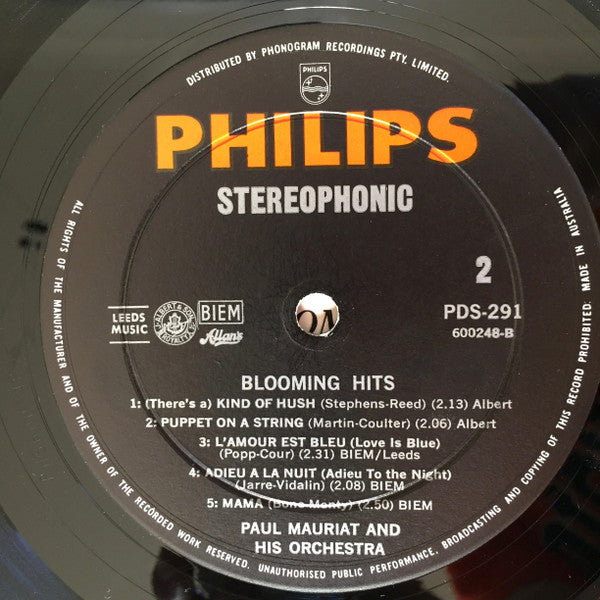 DISTRIBUTED BY PHONOGRAM RECORDINGS PTY. LIMITED.
PHILIPS
PHILIPS
STEREOPHONIC
2
LEEDS
MUSIC
ALBERT & SON
ROYALTY
BIEM
Allan's
PDS-291
600248-B
BLOOMING HITS
1: (There's a) KIND OF HUSH (Stephens-Reed) (2.13) Albert
2: PUPPET ON A STRING (Martin-Coulter) (2.06) Albert
3: L'AMOUR EST BLEU (Love Is Blue)
(Popp-Cour) (2.31) BIEM/Leeds
4: ADIEU A LA NUIT (Adieu To the Night)
(Jarre-Vidalin) (2.08) BIEM
5: MAMA (Bono-Monty) (2.50) BIEM
PAUL MAURIAT AND
HIS ORCHESTRA
ALL RIGHTS OF THE MANUFACTURER AND OF THE OWNER OF THE RECORDED WORK RESERVED. UNAUTHORISED PUBLIC PERFORMANCE, BROADCASTING AND COPYING OF THIS RECORD PROHIBITED: MADE IN AUSTRALIA